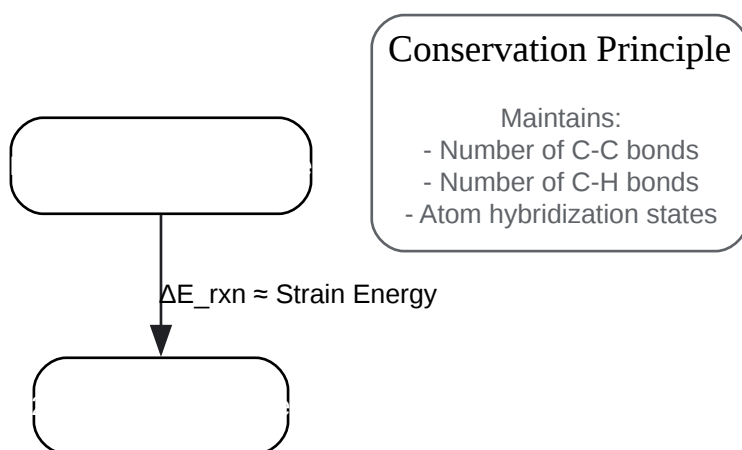 Conservation Principle
Maintains:
- Number of C-C bonds
- Number of C-H bonds
- Atom hybridization states
ΔE_rxn ≈ Strain Energy